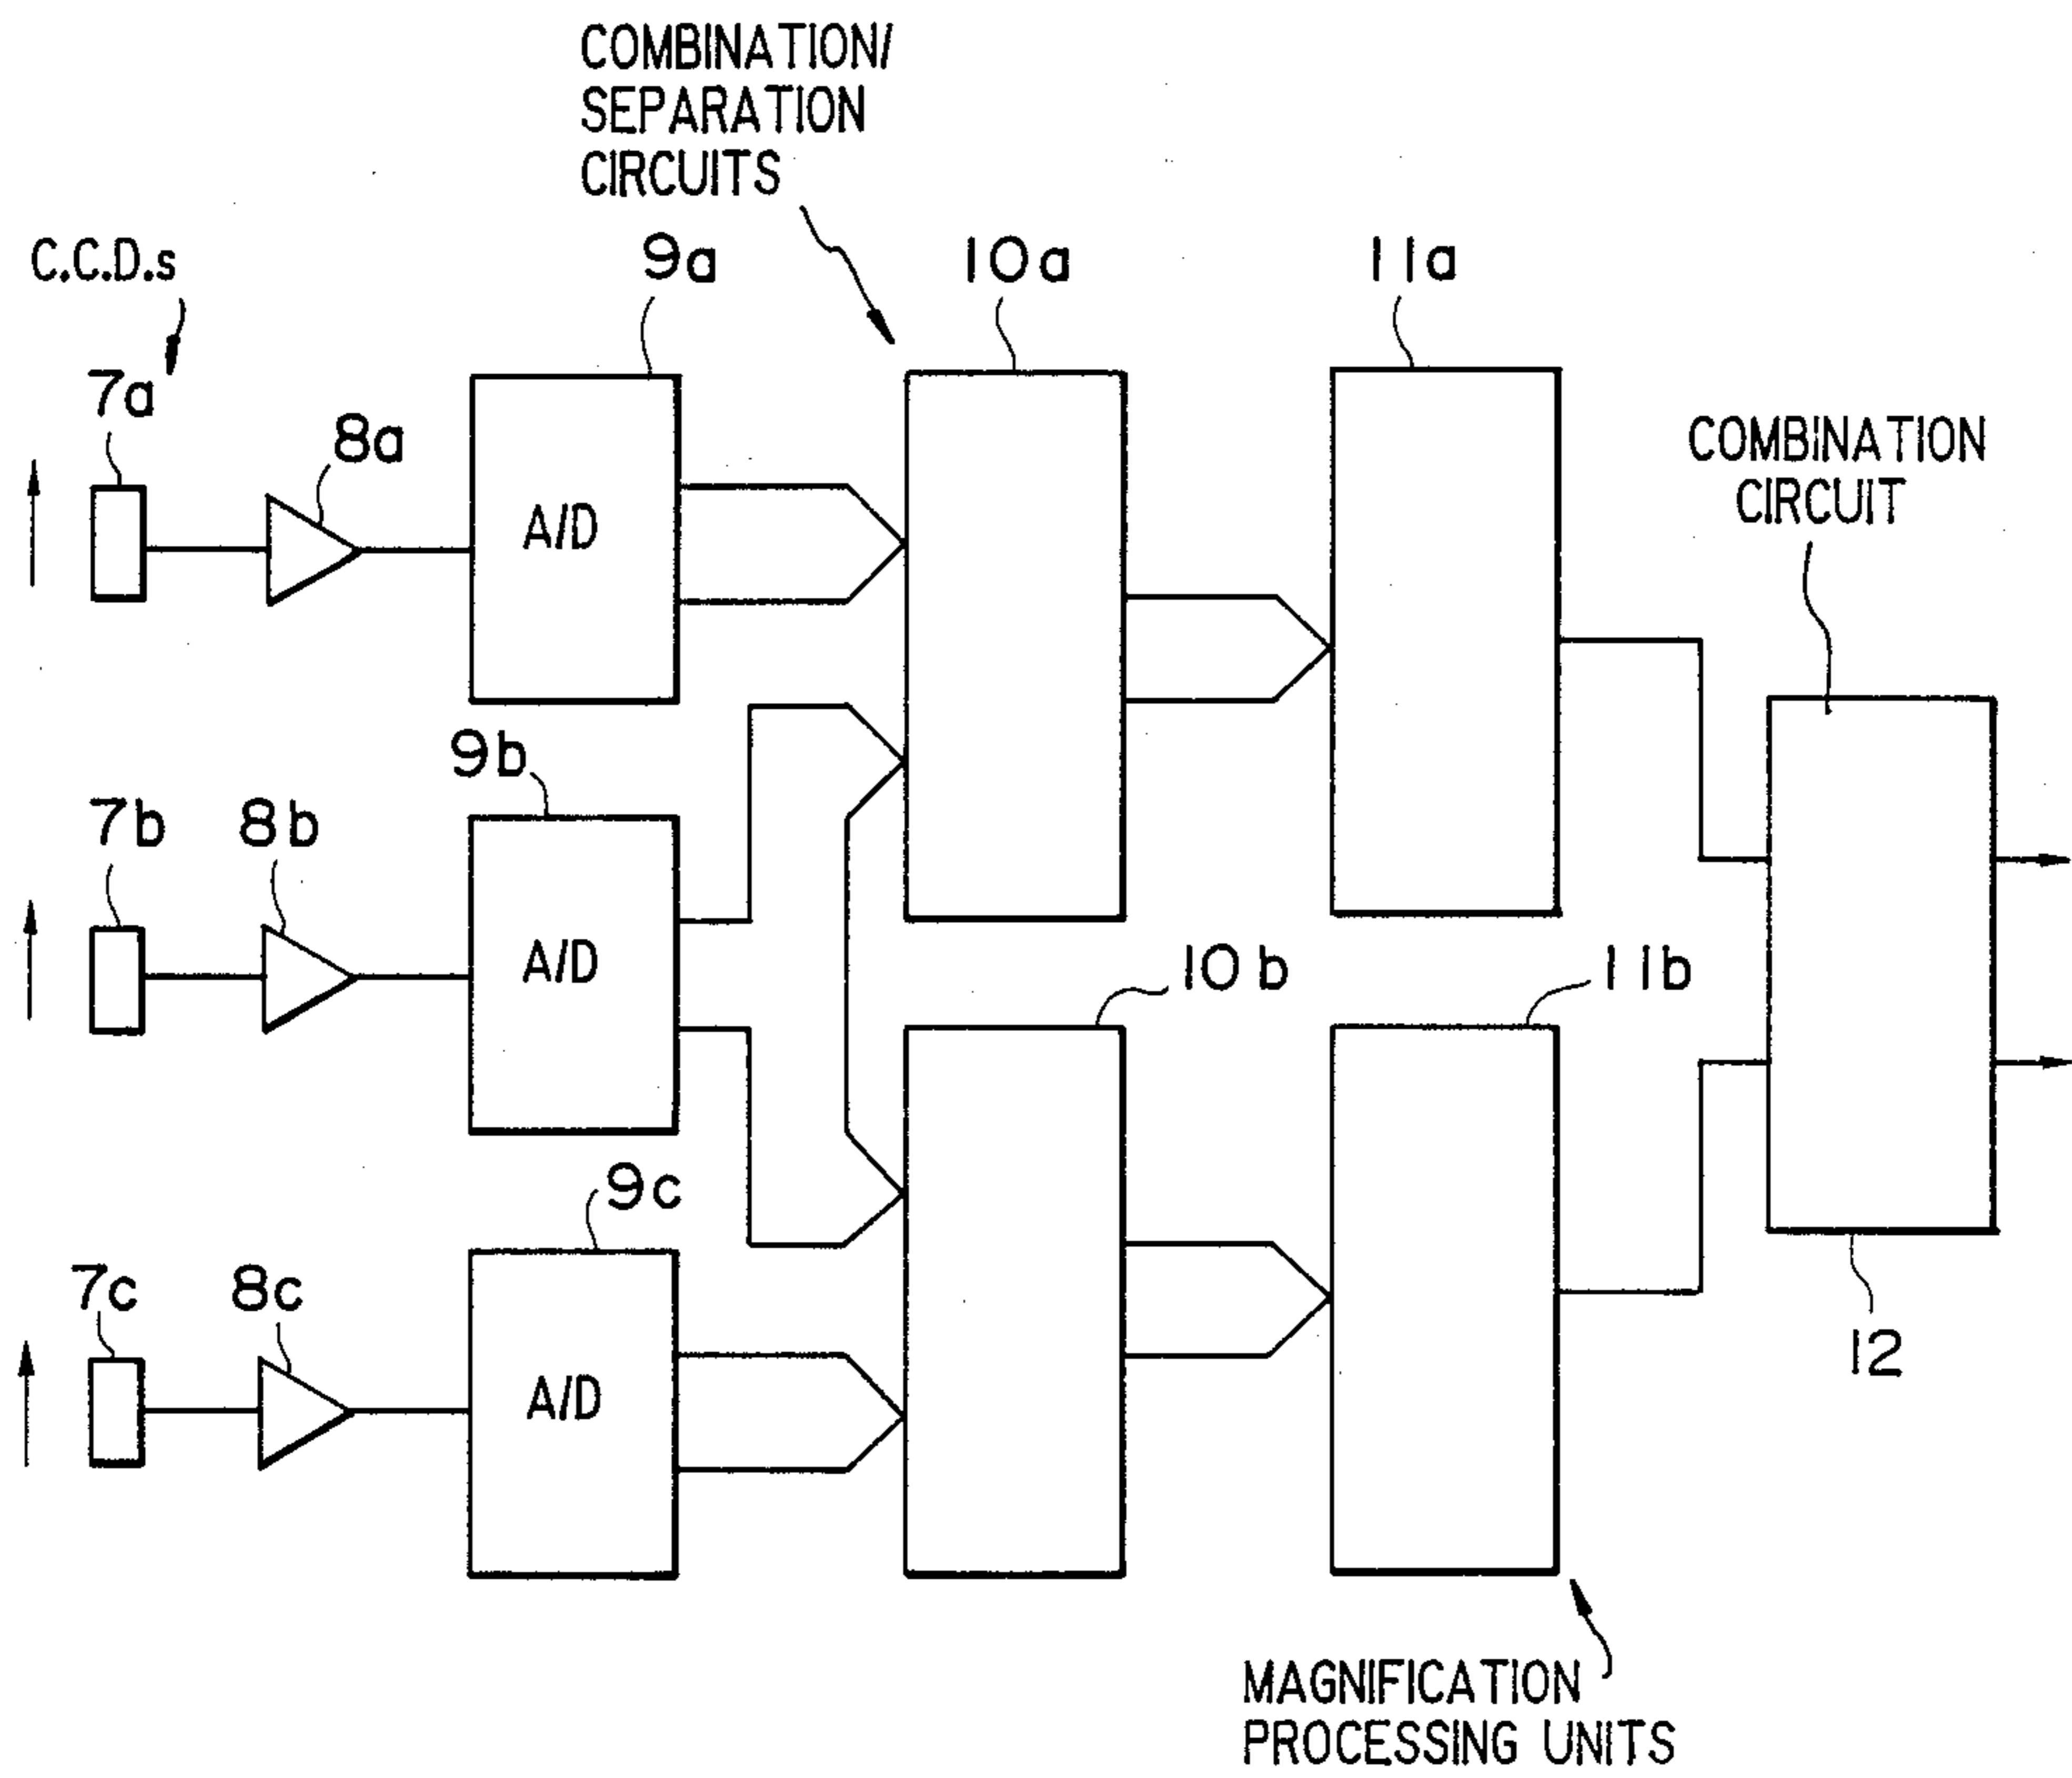 COMBINATION/
SEPARATION
CIRCUITS
C.C.D.s
9a
10a
11a
7a
8a
COMBINATION
CIRCUIT
A/D
9b
7b
8b
A/D
10b
11b
9c
7c
8c
A/D
12
MAGNIFICATION
PROCESSING UNITS